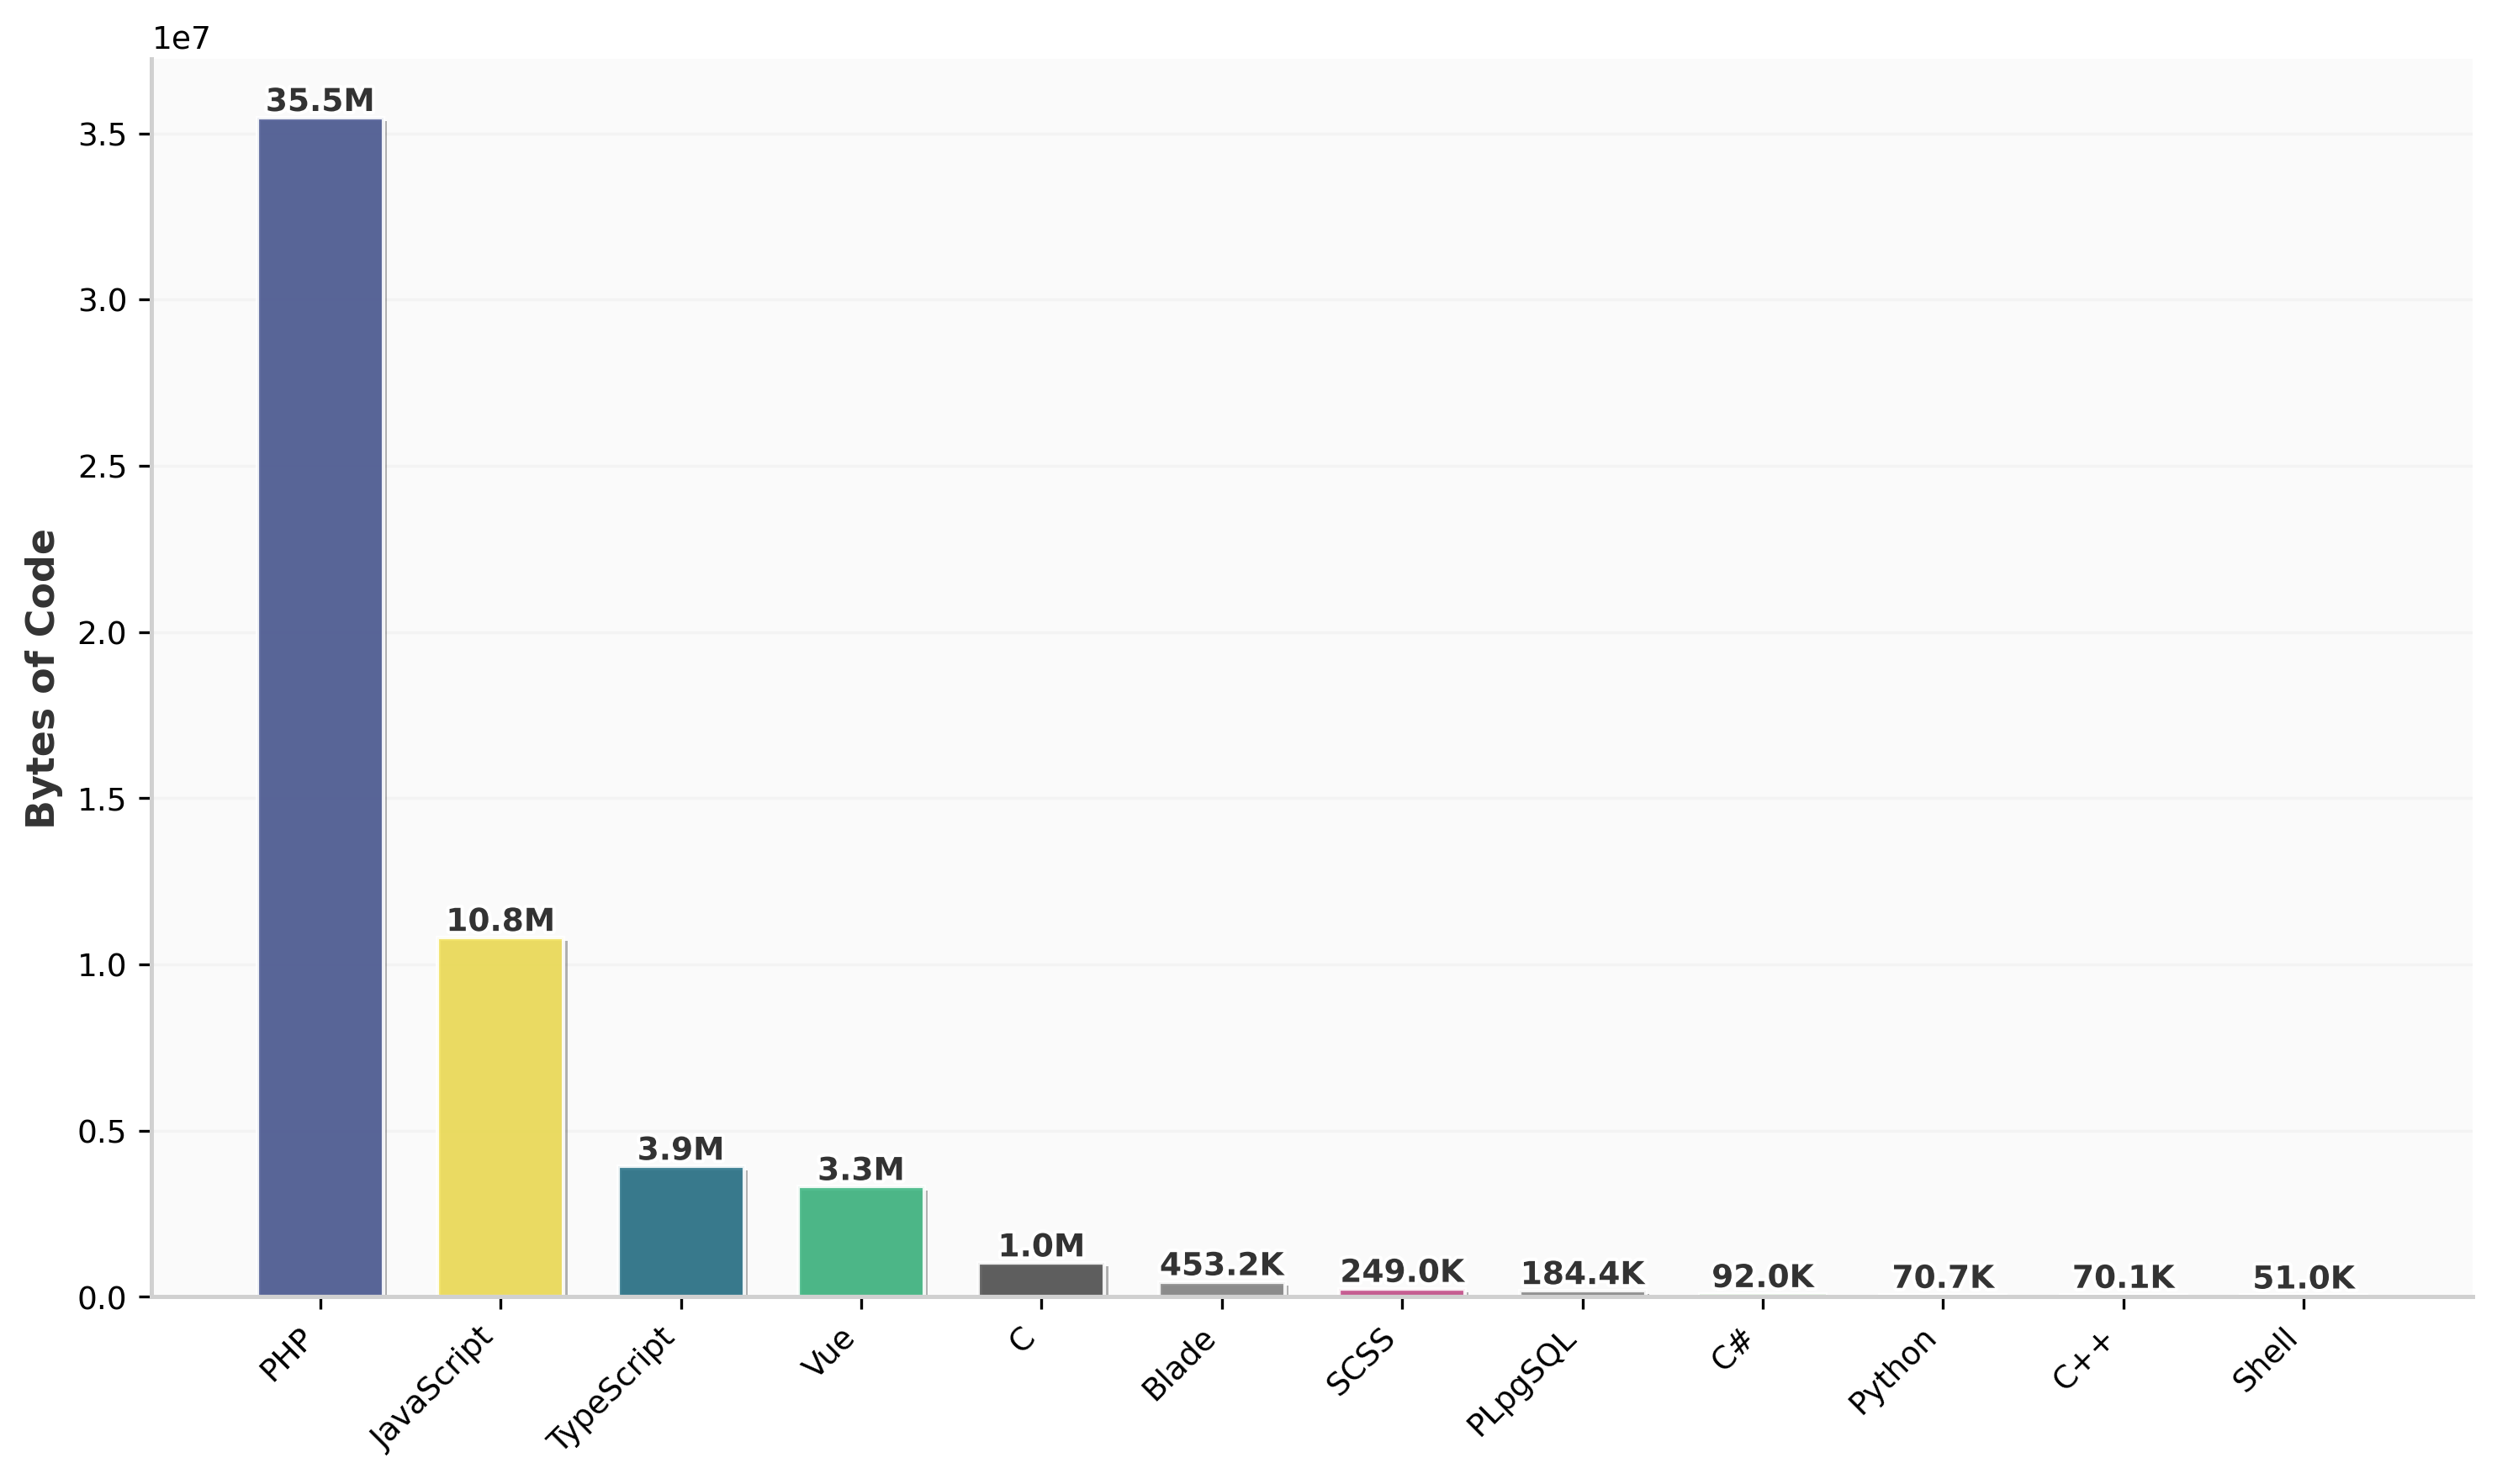 1e7
3.5
3.0
2.5
2.0
1.5
1.0
0.5
0.0
Bytes of Code
35.5M
10.8M
3.9M
3.3M
1.0M
453.2K
249.0K
184.4K
92.0K
70.7K
70.1K
51.0K
PHP
JavaScript
TypeScript
Vue
C
Blade
SCSS
PLpgSQL
C#
Python
C++
Shell